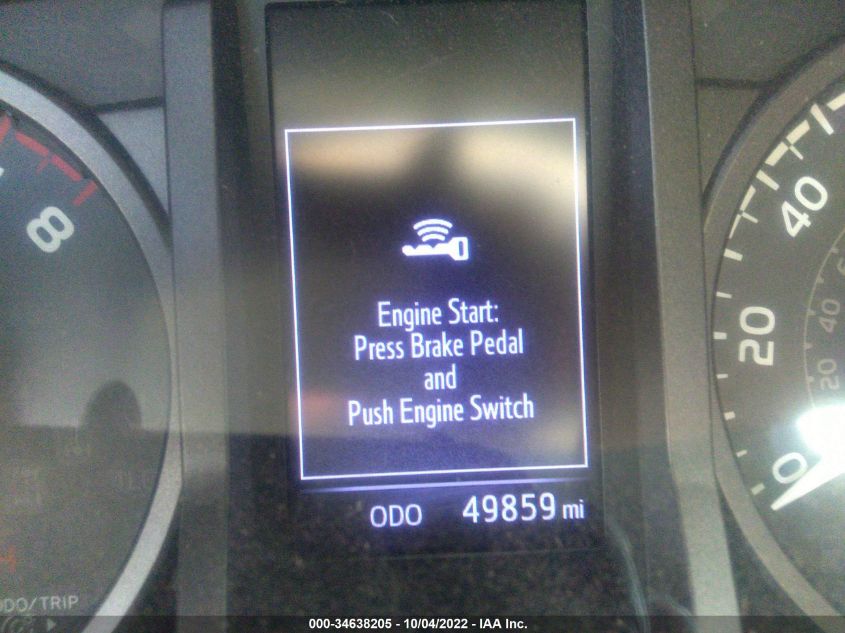 8
Engine Start:
Press Brake Pedal
and
Push Engine Switch
ODO 49859 mi
40
20
0
40
20
ODO/TRIP
000-34638205 - 10/04/2022 - IAA Inc.